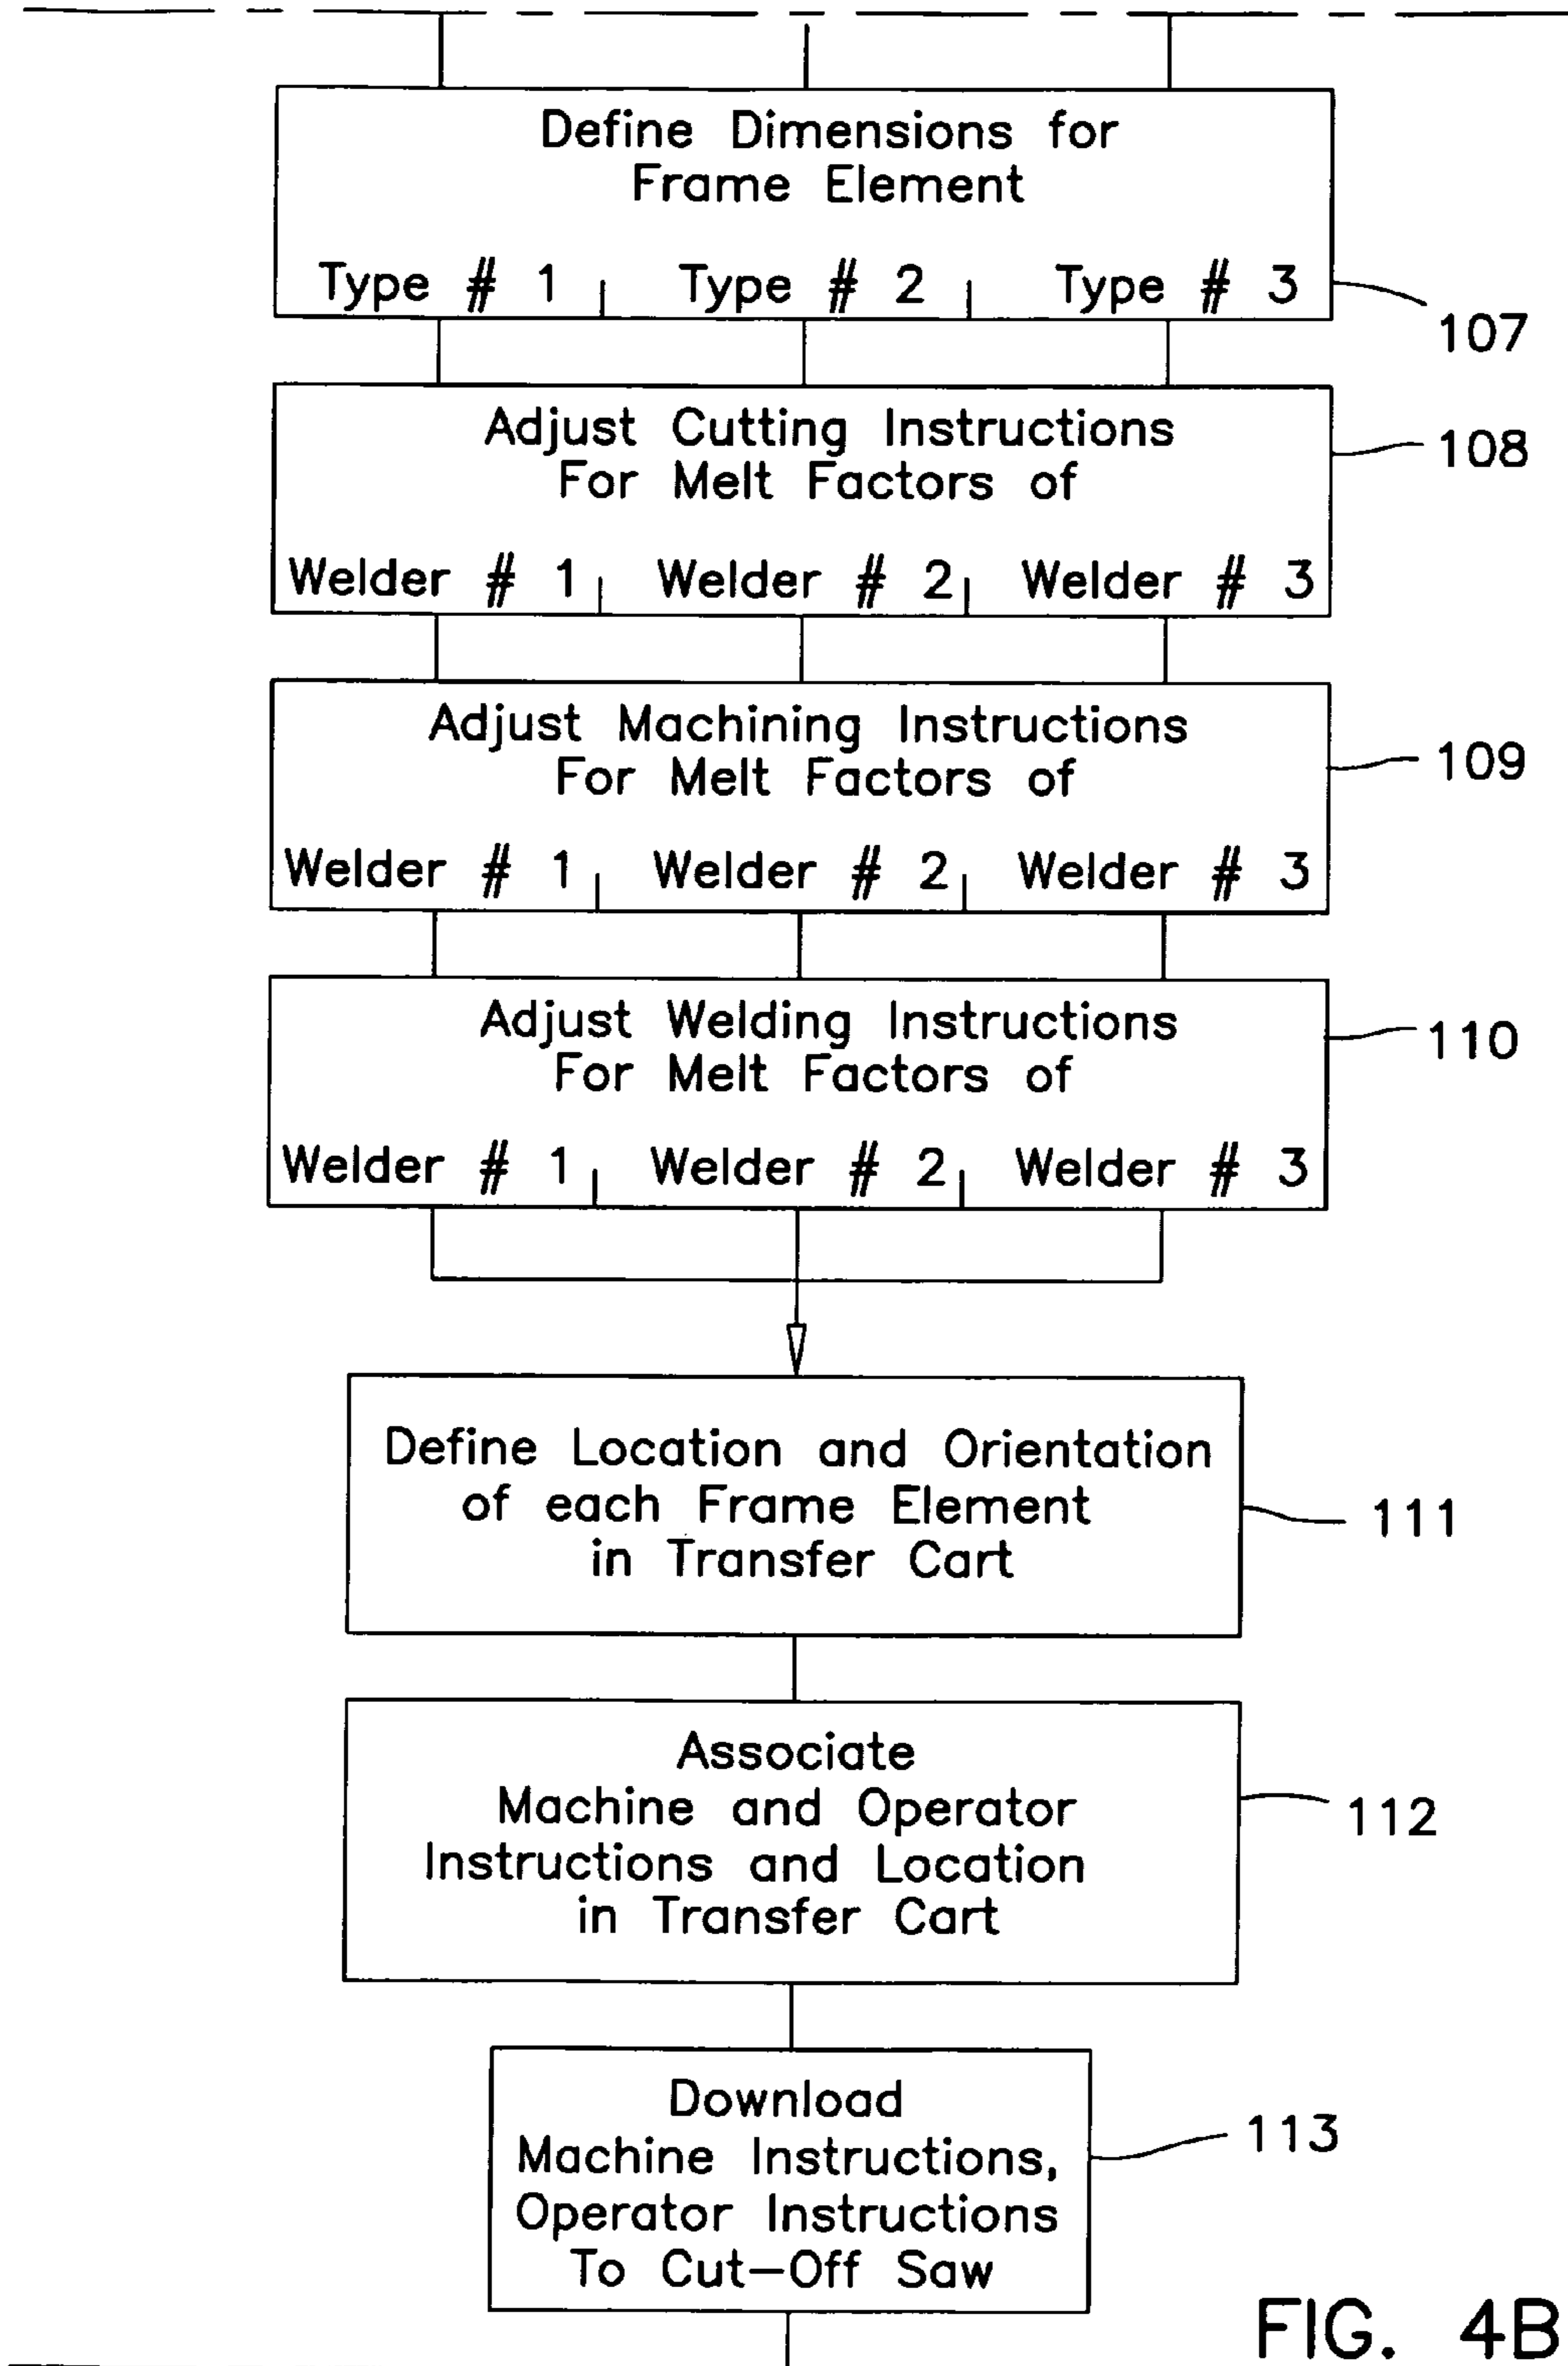 Define Dimensions for
Frame Element
Type # 1 Type # 2 Type # 3
107
Adjust Cutting Instructions
For Melt Factors of
Welder # 1 Welder # 2 Welder # 3
108
Adjust Machining Instructions
For Melt Factors of
Welder # 1 Welder # 2 Welder # 3
109
Adjust Welding Instructions
For Melt Factors of
Welder # 1 Welder # 2 Welder # 3
110
Define Location and Orientation
of each Frame Element
in Transfer Cart
111
Associate
Machine and Operator
Instructions and Location
in Transfer Cart
112
Download
Machine Instructions,
Operator Instructions
To Cut-Off Saw
113
FIG. 4B